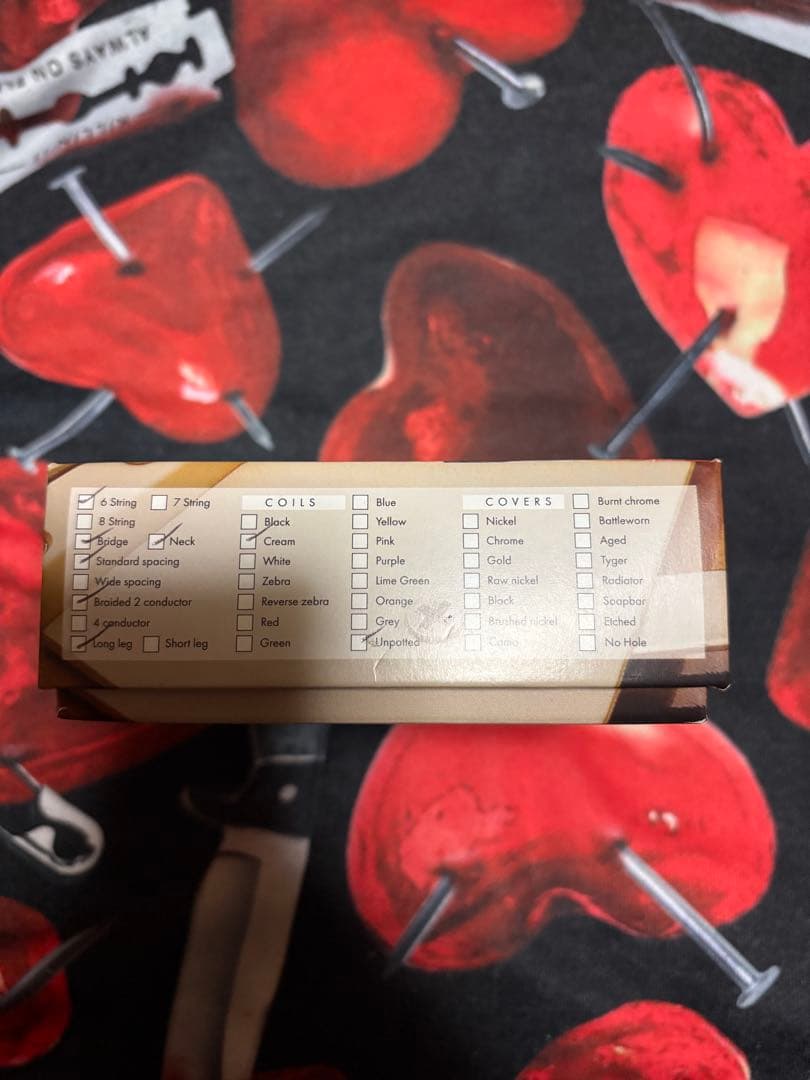 ALWAYS ON
6 String 7 String
8 String
Bridge Neck
Standard spacing
Wide spacing
Braided 2 conductor
4 conductor
Long leg Short leg
COILS
Black
Cream
White
Zebra
Reverse zebra
Red
Green
Blue
Yellow
Pink
Purple
Lime Green
Orange
Grey
Unpotted
COVERS
Nickel
Chrome
Gold
Raw nickel
Black
Brushed nickel
Camo
Burnt chrome
Battleworn
Aged
Tyger
Radiator
Soapbar
Etched
No Hole